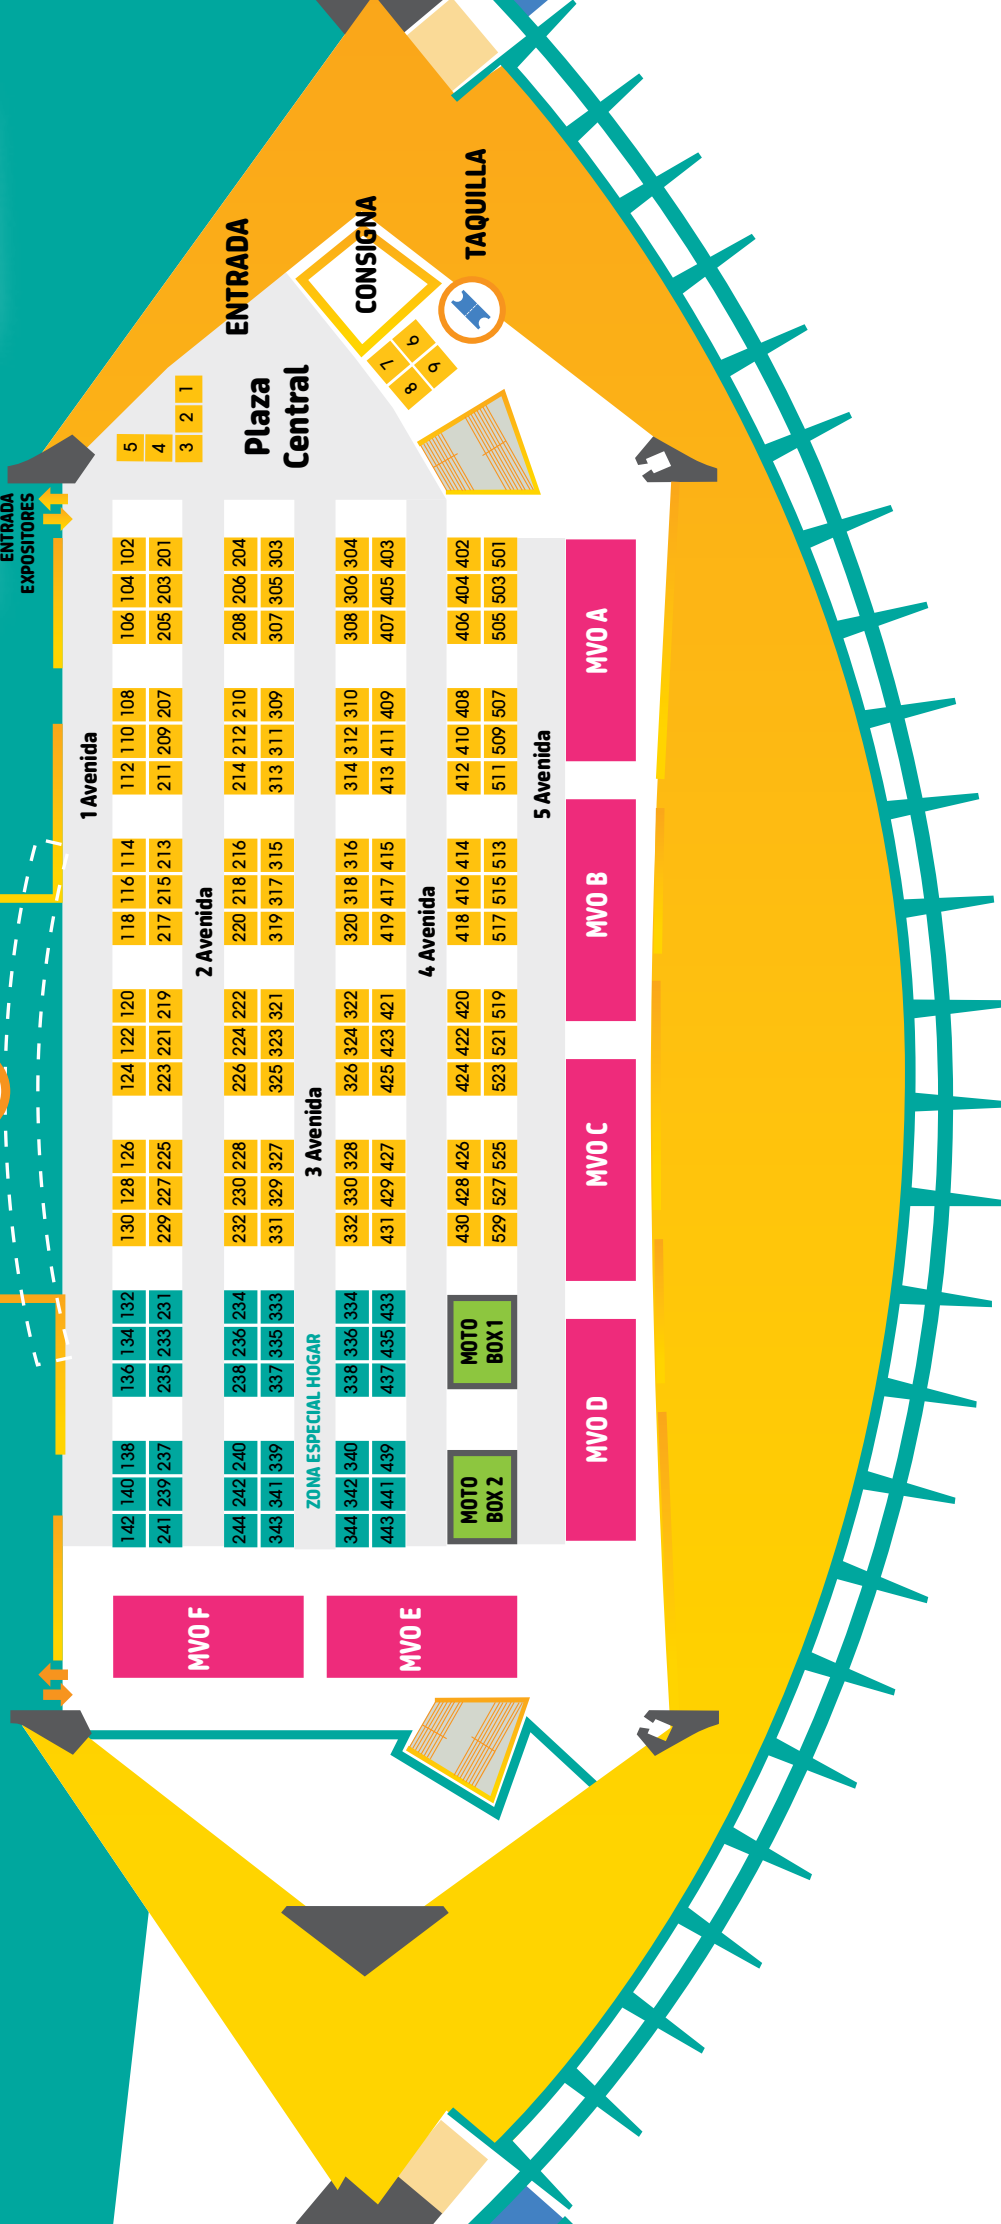 ENTRADA
EXPOSITORES
1 Avenida
142 140 138 136 134 132 130 128 126 124 122 120 118 116 114 112 110 108 106 104 102
5
4
241 239 237 235 233 231 229 227 225 223 221 219 217 215 213 211 209 207 205 203 201
3 2 1
MVO F
2 Avenida
ENTRADA
244 242 240 238 236 234 232 230 228 226 224 222 220 218 216 214 212 210 208 206 204
Plaza
Central
343 341 339 337 335 333 331 329 327 325 323 321 319 317 315 313 311 309 307 305 303
ZONA ESPECIAL HOGAR
3 Avenida
344 342 340 338 336 334 332 330 328 326 324 322 320 318 316 314 312 310 308 306 304
CONSIGNA
443 441 439 437 435 433 431 429 427 425 423 421 419 417 415 413 411 409 407 405 403
7 6
8 9
MVO E
4 Avenida
430 428 426 424 422 420 418 416 414 412 410 408 406 404 402
TAQUILLA
MOTO
BOX 2
MOTO
BOX 1
529 527 525 523 521 519 517 515 513 511 509 507 505 503 501
5 Avenida
MVO D
MVO C
MVO B
MVO A